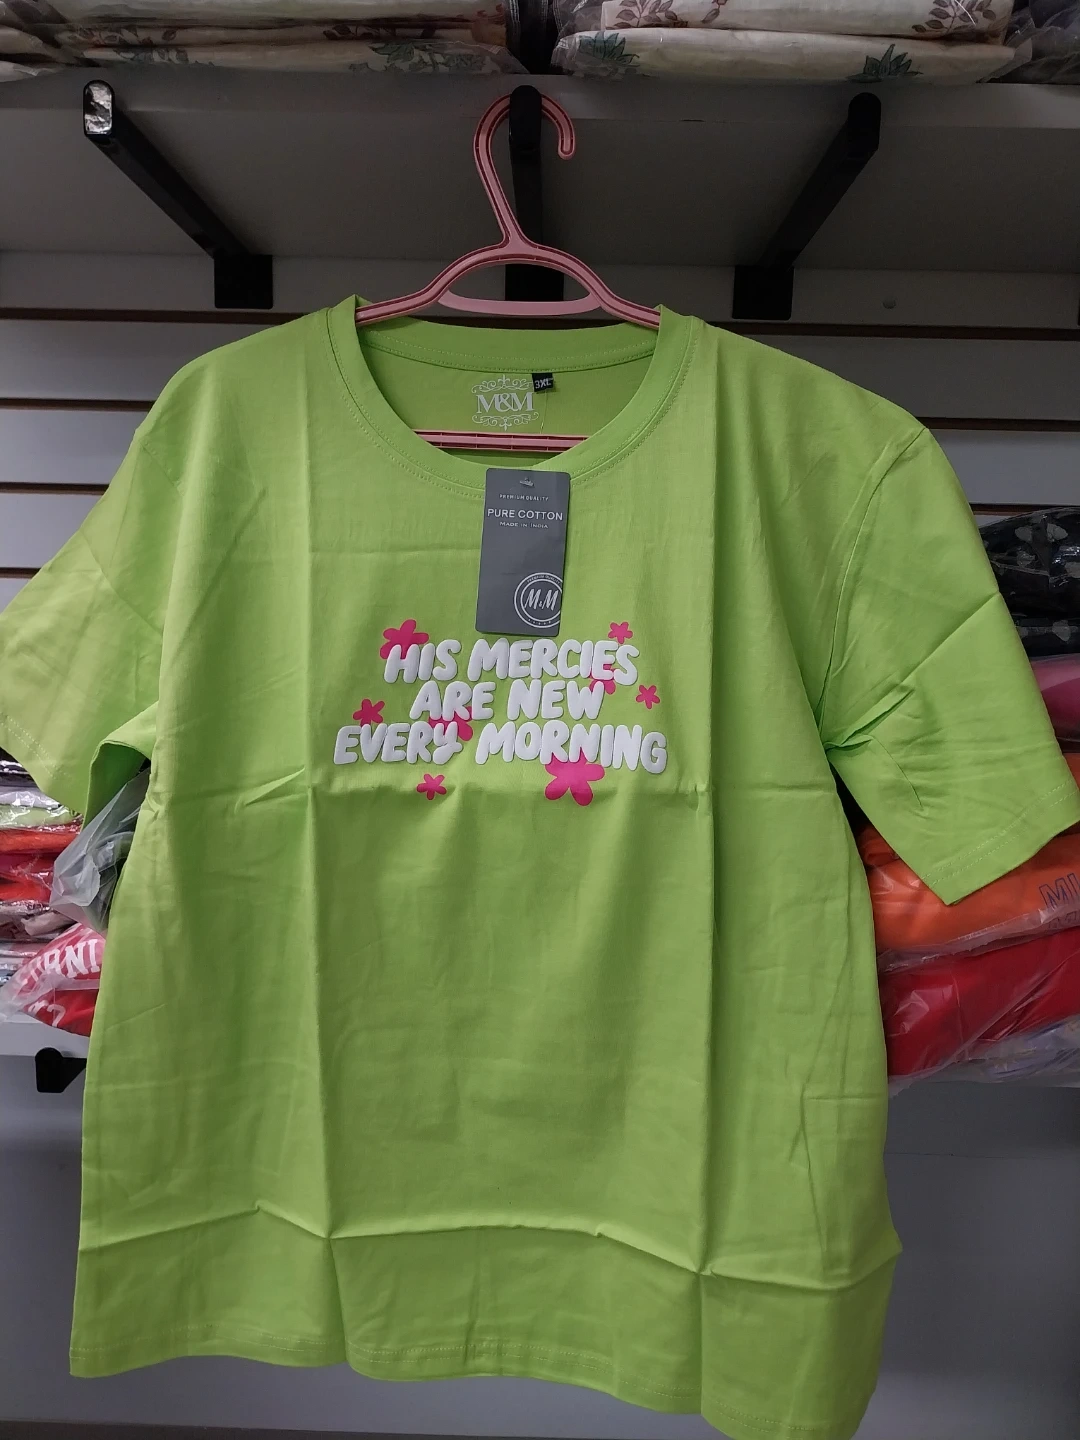 M&M
3XL
PREMIUM QUALITY
PURE COTTON
MADE IN INDIA
M&M
HIS MERCIES
ARE NEW
EVERY MORNING